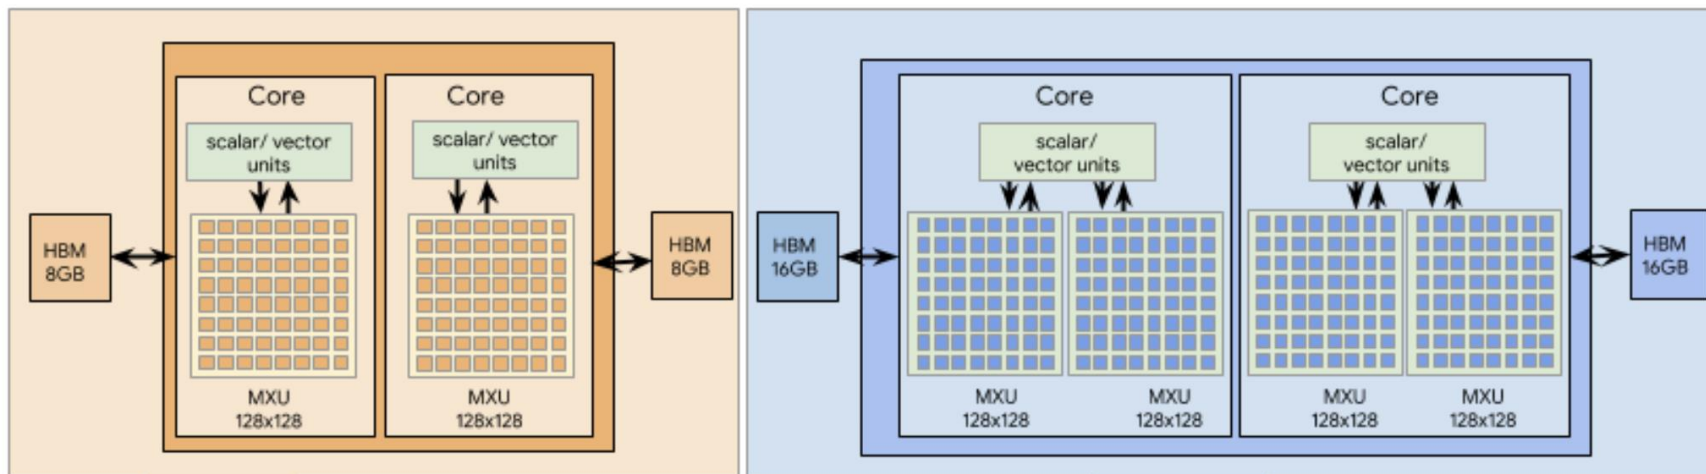 Core
scalar/ vector
units
MXU
128x128
Core
scalar/ vector
units
MXU
128x128
HBM
8GB
HBM
8GB
HBM
16GB
Core
scalar/
vector units
MXU
128x128
MXU
128x128
Core
scalar/
vector units
MXU
128x128
MXU
128x128
HBM
16GB